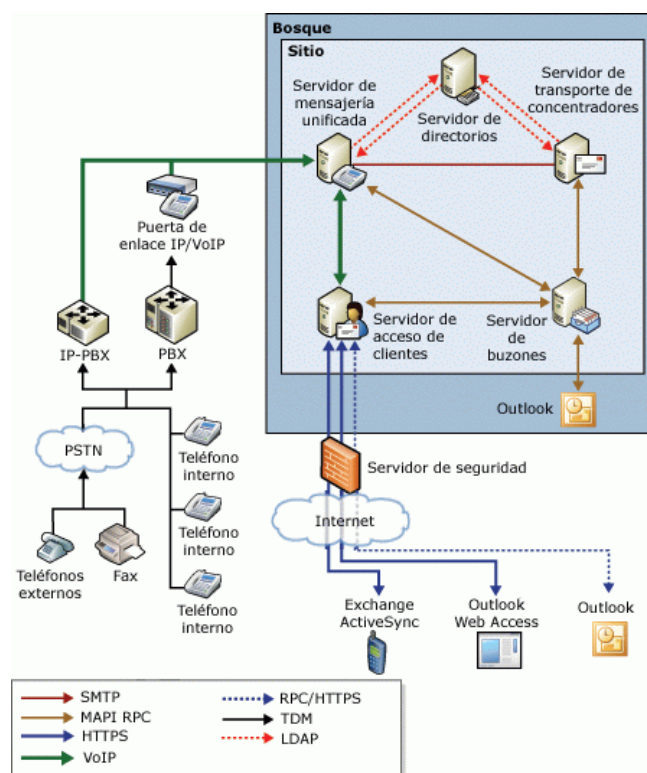 Bosque
Sitio
Servidor de
mensajería
unificada
Servidor de
directorios
Servidor de
transporte de
concentradores
Puerta de
enlace IP/VoIP
IP-PBX
PBX
Servidor de
acceso de
clientes
Servidor
de
buzones
Outlook
PSTN
Teléfono
interno
Teléfono
interno
Teléfono
interno
Teléfonos
externos
Fax
Servidor de seguridad
Internet
Exchange
ActiveSync
Outlook
Web Access
Outlook
SMTP
MAPI RPC
HTTPS
VoIP
RPC/HTTPS
TDM
LDAP